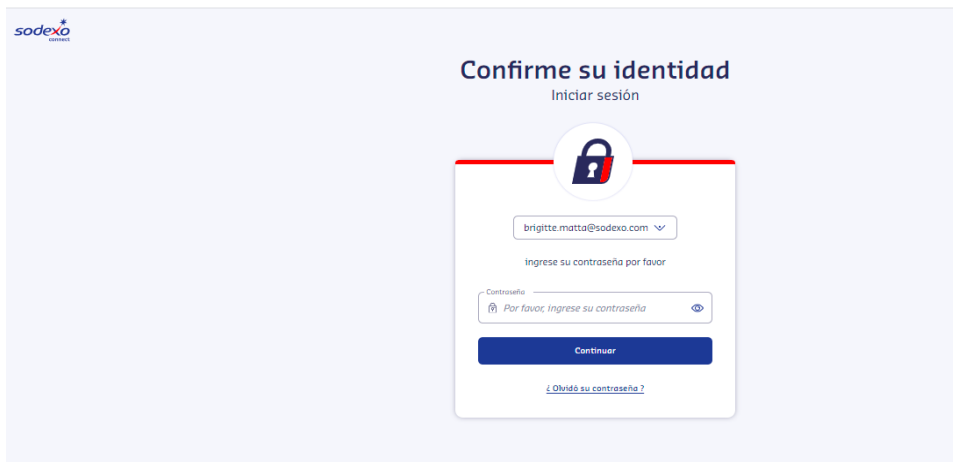 sodexo
connect
Confirme su identidad
Iniciar sesión
brigitte.matta@sodexo.com
ingrese su contraseña por favor
Contraseña
Por favor, ingrese su contraseña
Continuar
¿ Olvidó su contraseña ?